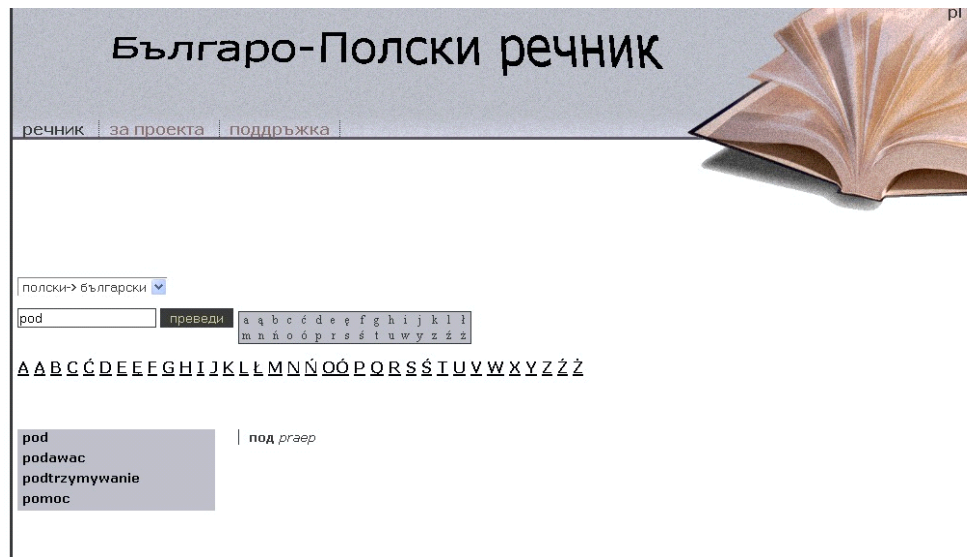 pl
Българо-Полски речник
речник за проекта поддръжка
полски-> български
pod преведи
a ą b c ć d e ę f g h i j k l ł
m n ń o ó p r s ś t u w y z ź ż
A A B C Ć D E E F G H I J K L Ł M N Ń O Ó P Q R S Ś T U V W X Y Z Ź Ż
pod
под praep
podawac
podtrzymywanie
pomoc